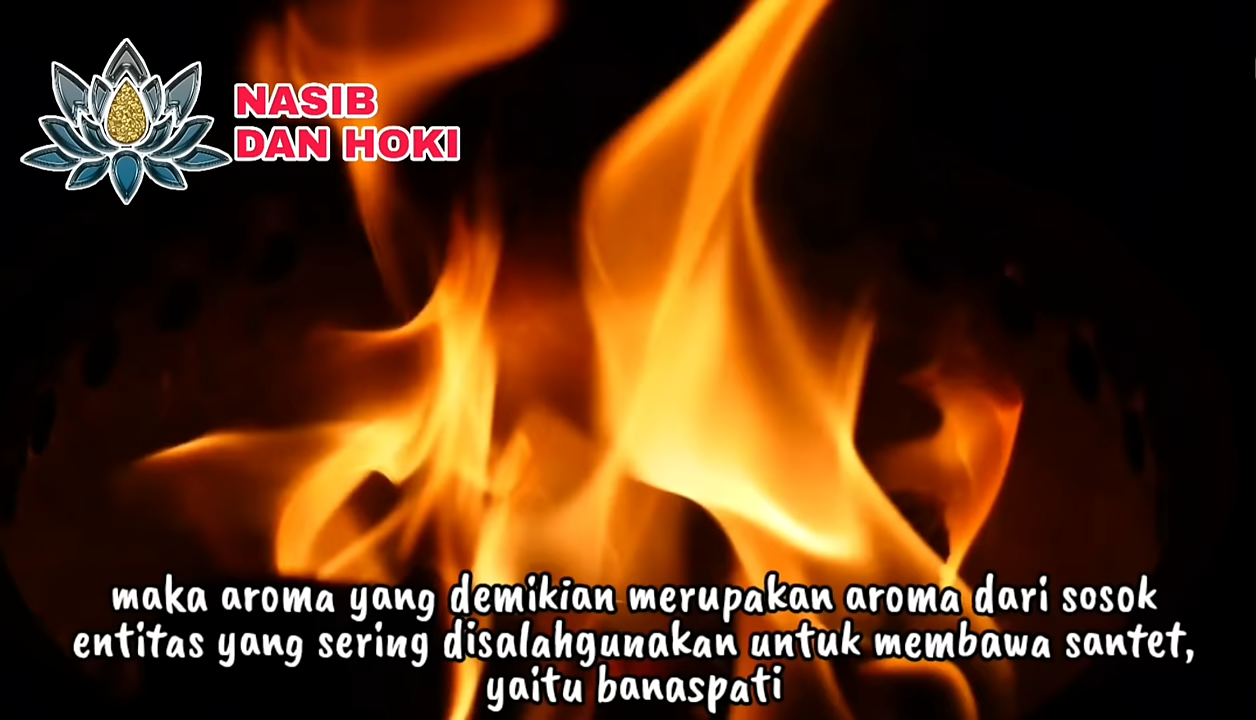 NASIB
DAN HOKI
maka aroma yang demikian merupakan aroma dari sosok
entitas yang sering disalahgunakan untuk membawa santet,
yaitu banaspati